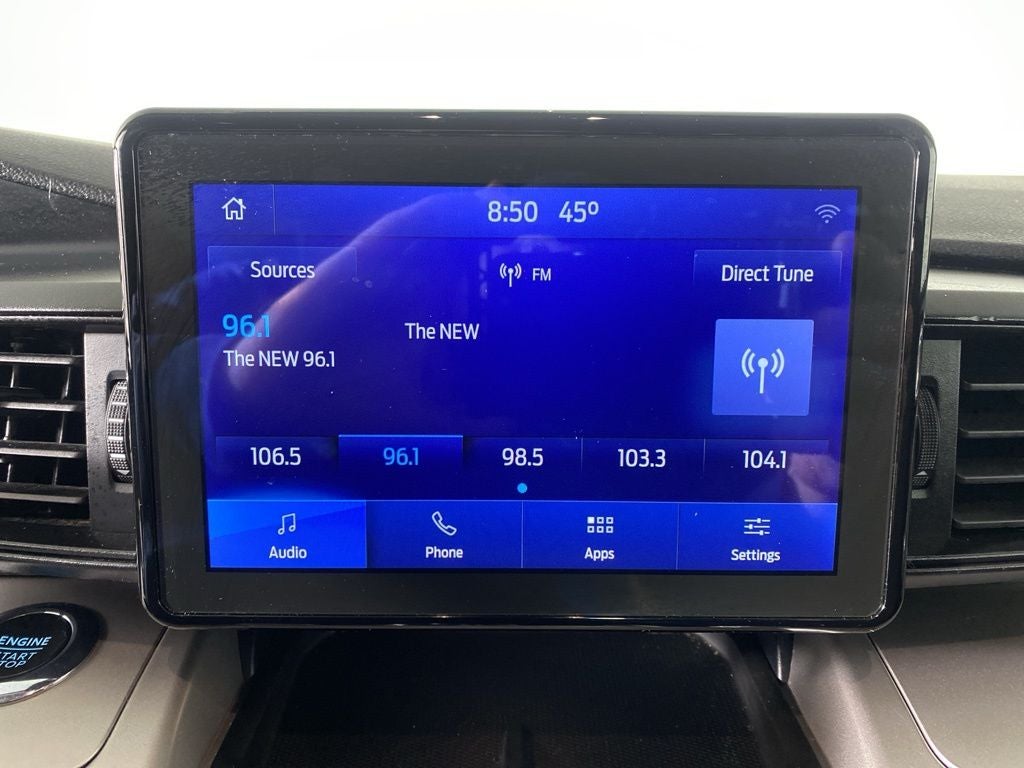 8:50 45º
Sources
FM
Direct Tune
96.1
The NEW
The NEW 96.1
106.5 96.1 98.5 103.3 104.1
Audio Phone Apps Settings
ENGINE
START
STOP